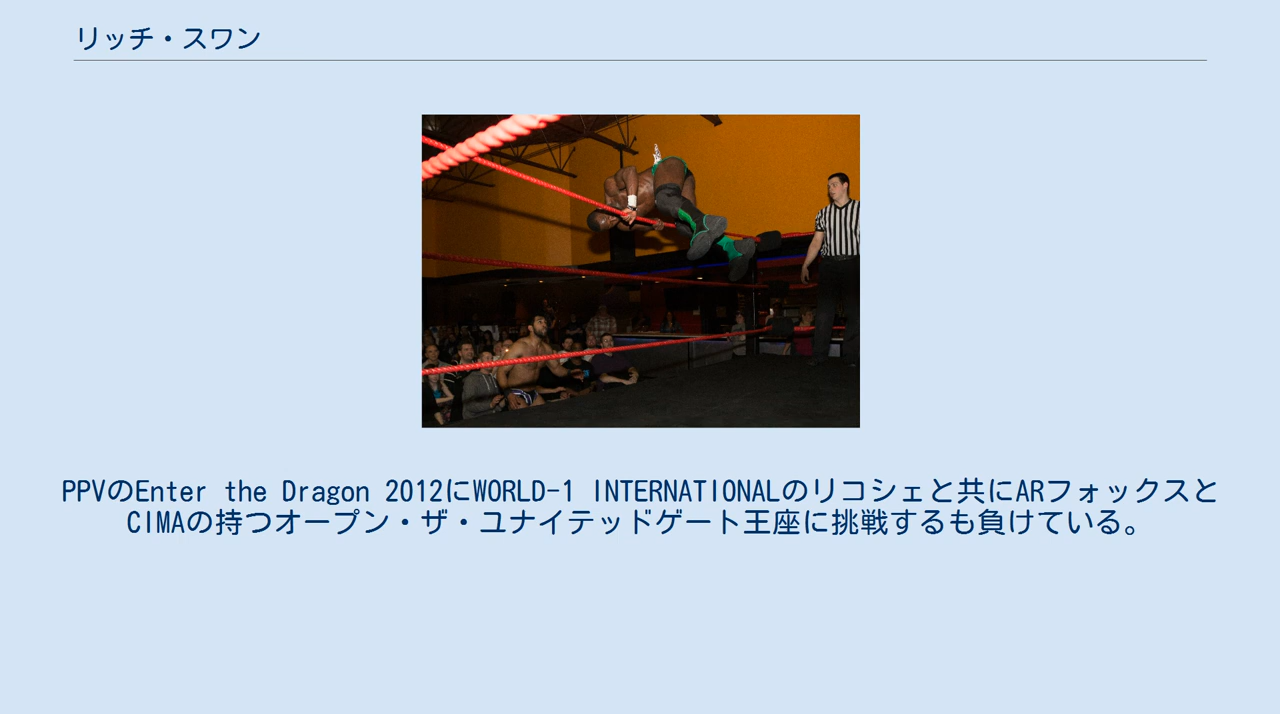 リッチ・スワン
PPVのEnter the Dragon 2012にWORLD-1 INTERNATIONALのリコシェと共にARフォックスと
CIMAの持つオープン・ザ・ユナイテッドゲート王座に挑戦するも負けている。